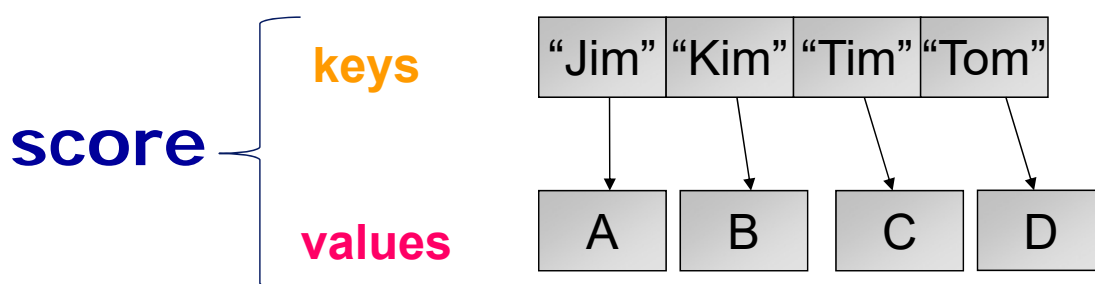 keys “Jim” “Kim” “Tim” “Tom”
score
values A B C D